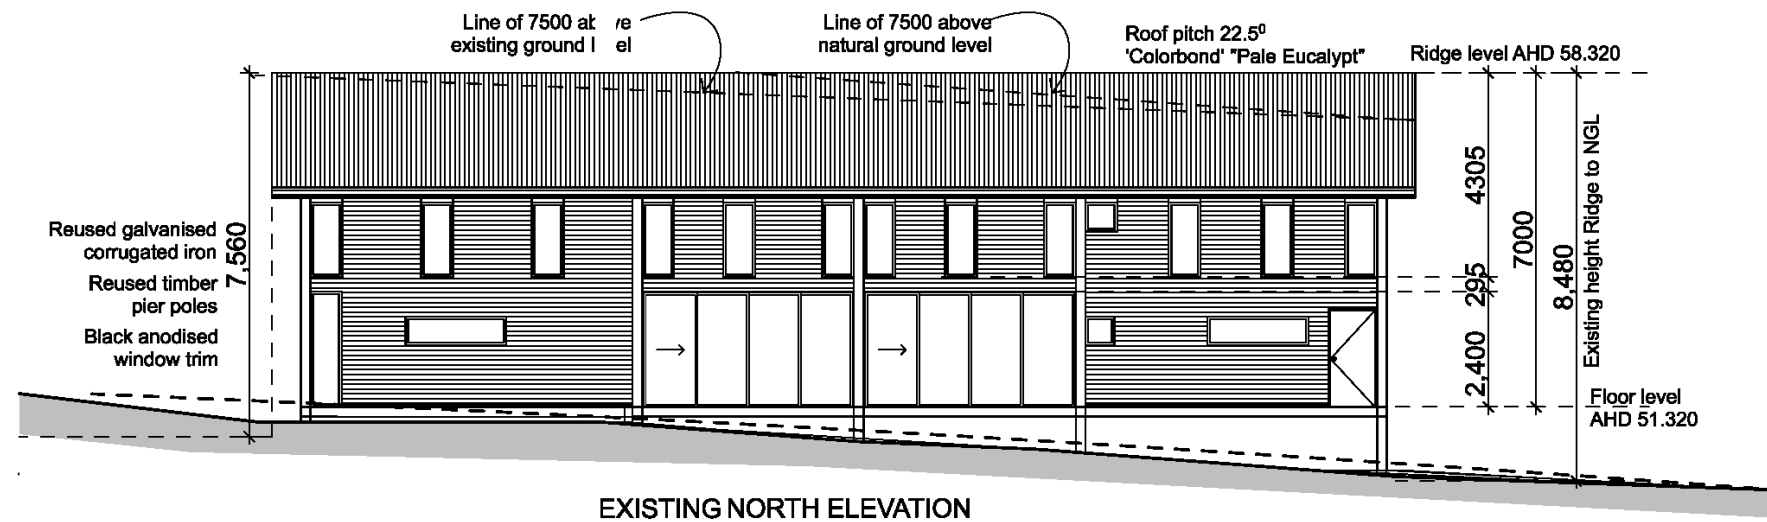 Line of 7500 ab ve
existing ground l el
Line of 7500 above
natural ground level
Roof pitch 22.5⁰
'Colorbond' "Pale Eucalypt"
Ridge level AHD 58.320
Reused galvanised
corrugated iron
Reused timber
pier poles
Black anodised
window trim
7,560
4305
295
2,400
7000
8,480
Existing height Ridge to NGL
Floor level
AHD 51.320
EXISTING NORTH ELEVATION